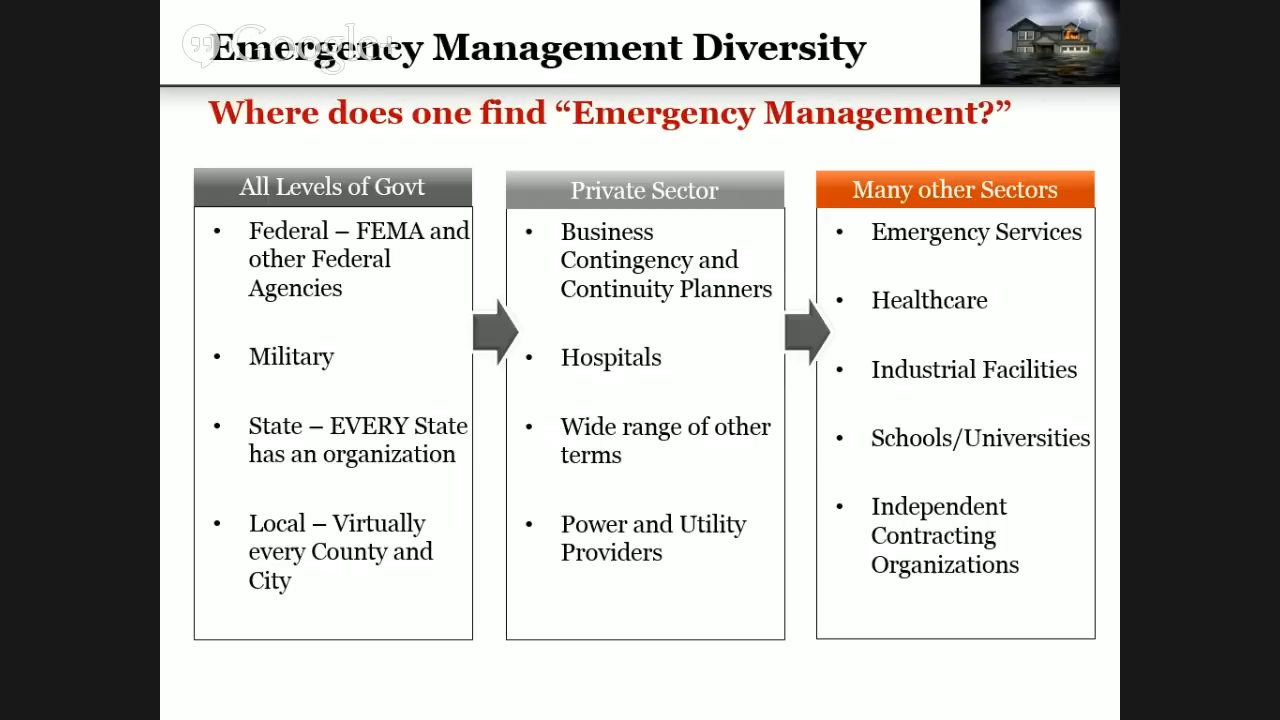 Google+
Emergency Management Diversity
Where does one find “Emergency Management?”
All Levels of Govt
• Federal – FEMA and
other Federal
Agencies
• Military
• State – EVERY State
has an organization
• Local – Virtually
every County and
City
Private Sector
• Business
Contingency and
Continuity Planners
• Hospitals
• Wide range of other
terms
• Power and Utility
Providers
Many other Sectors
• Emergency Services
• Healthcare
• Industrial Facilities
• Schools/Universities
• Independent
Contracting
Organizations